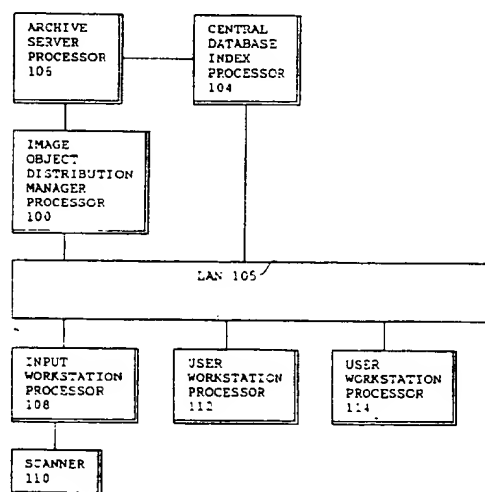 ARCHIVE
SERVER
PROCESSOR
106
CENTRAL
DATABASE
INDEX
PROCESSOR
104
IMAGE
OBJECT
DISTRIBUTION
MANAGER
PROCESSOR
100
LAN 105
INPUT
WORKSTATION
PROCESSOR
108
USER
WORKSTATION
PROCESSOR
112
USER
WORKSTATION
PROCESSOR
114
SCANNER
110